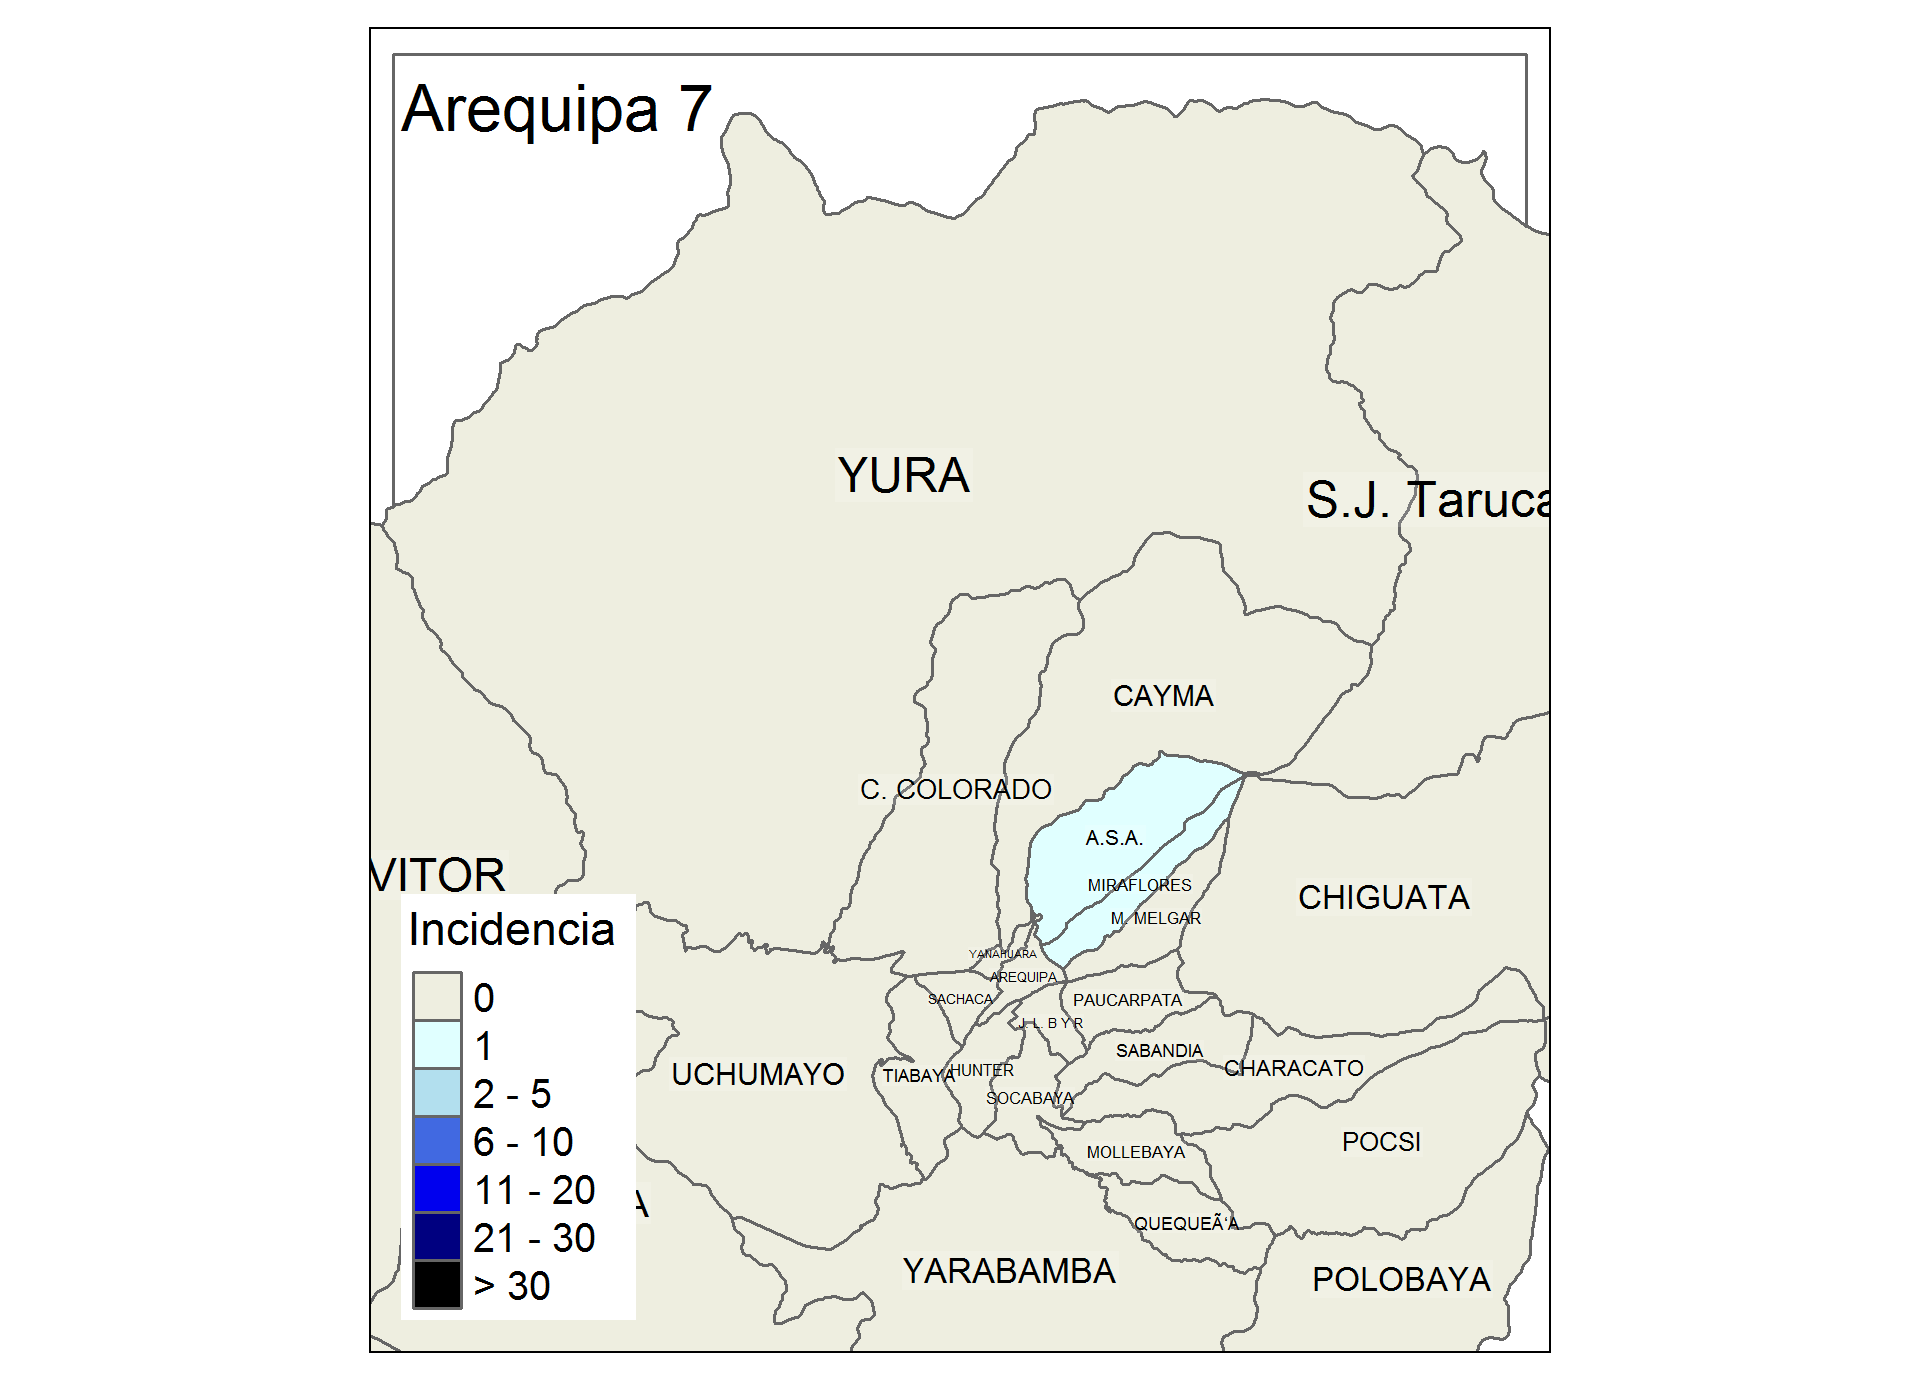 Arequipa 7
YURA
S.J. Taruca
CAYMA
C. COLORADO
A.S.A.
VITOR
MIRAFLORES
CHIGUATA
M. MELGAR
Incidencia
YANAHUARA
AREQUIPA
SACHACA
PAUCARPATA
J. L. B Y R
SABANDIA
UCHUMAYO
TIABAYA
HUNTER
CHARACATO
SOCABAYA
POCSI
MOLLEBAYA
A
QUEQUEÃ‘A
YARABAMBA
POLOBAYA
0
1
2 - 5
6 - 10
11 - 20
21 - 30
> 30